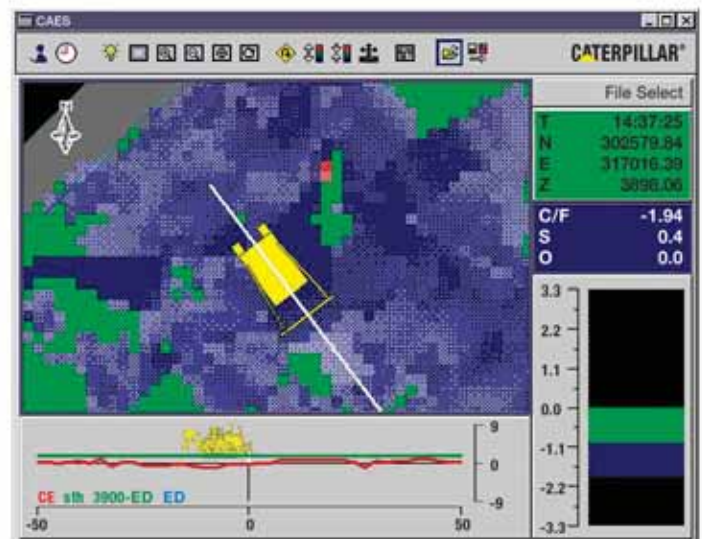 CAES
CATERPILLAR®
File Select
T 14:37:25
N 302579.84
E 317016.39
Z 3898.06
C/F -1.94
S 0.4
O 0.0
3.3
2.2
1.1
0.0
-1.1
-2.2
-3.3
9
0
-9
CE sth 3900-ED ED
-50 0 50